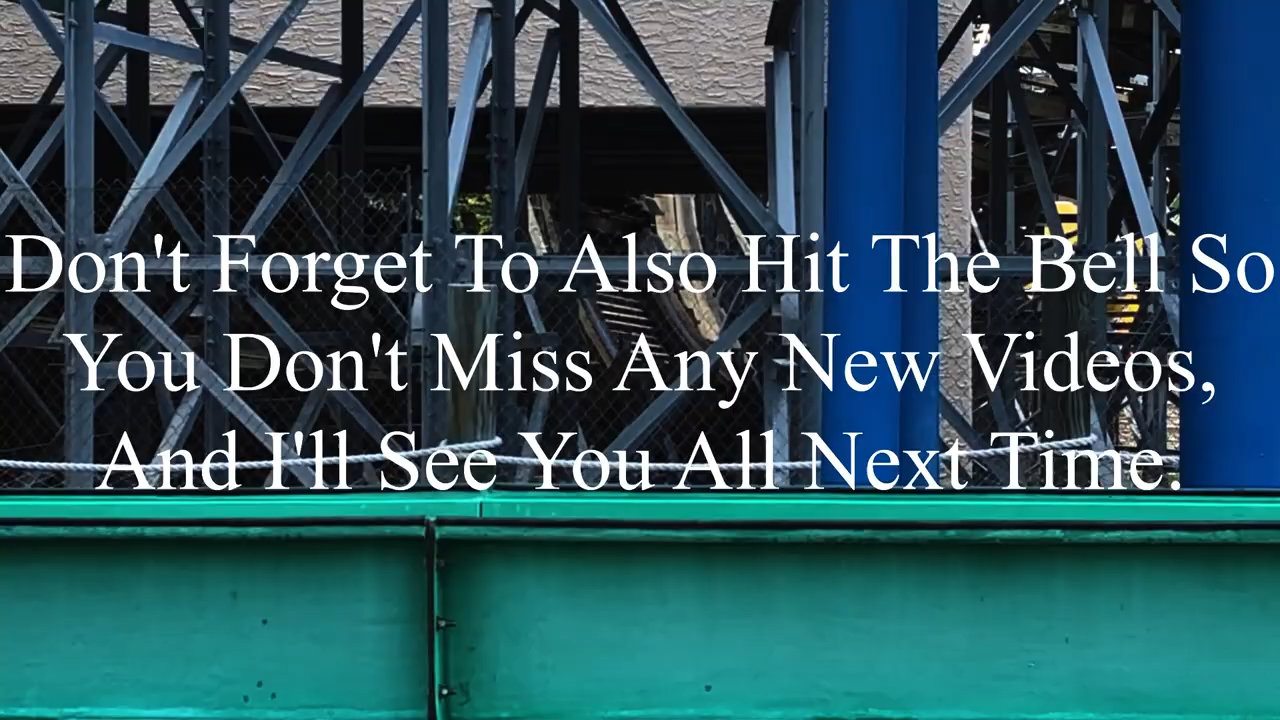 Don't Forget To Also Hit The Bell So
You Don't Miss Any New Videos,
And I'll See You All Next Time.